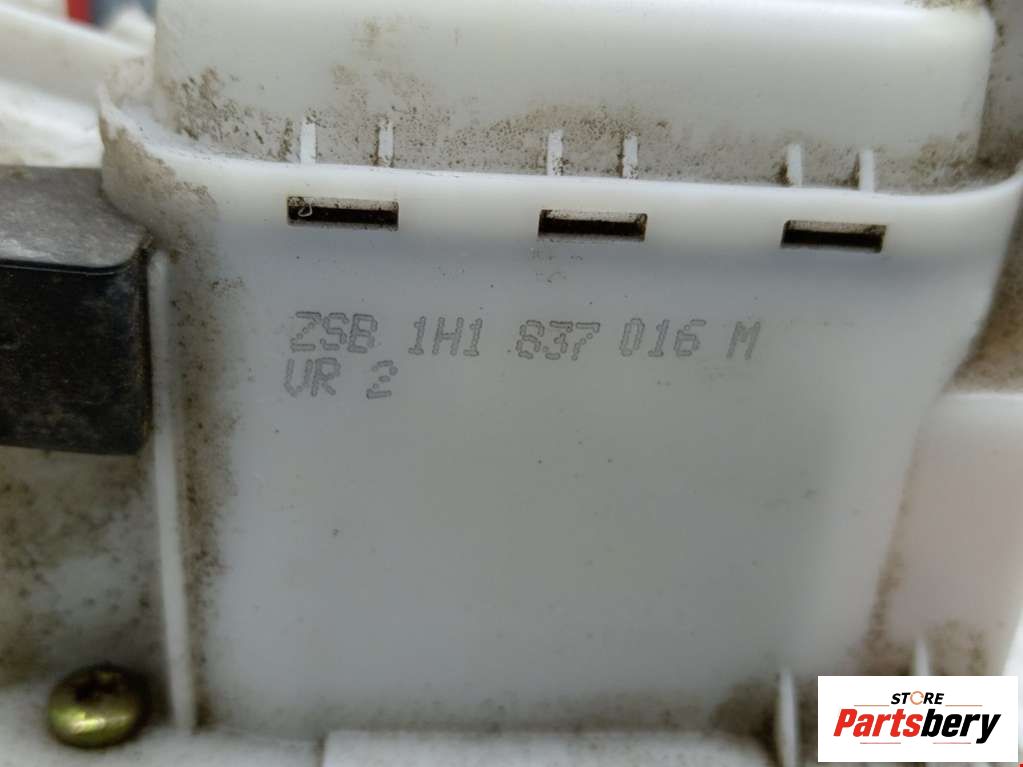 ZSB 1H1 837 016 M
VR 2
STORE
Partsbery